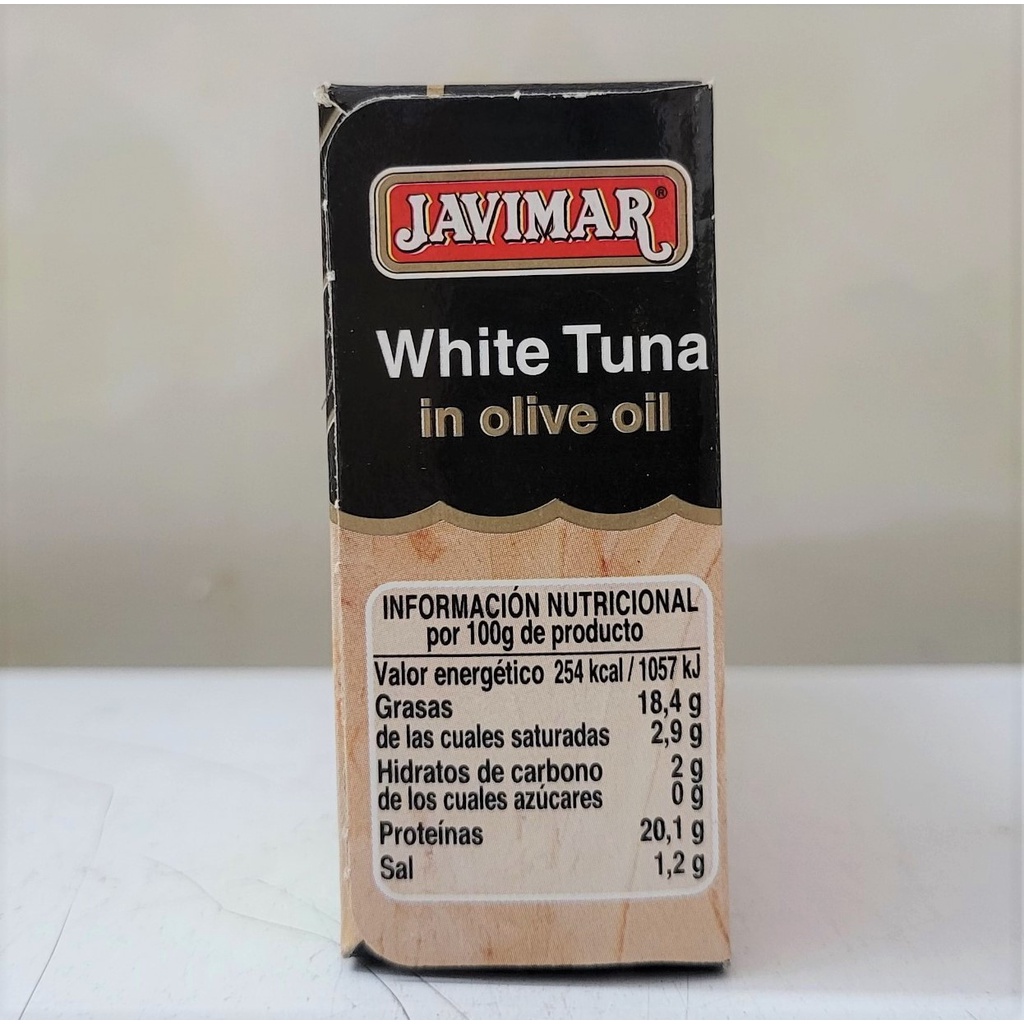 JAVIMAR®
White Tuna
in olive oil
INFORMACIÓN NUTRICIONAL
por 100g de producto
Valor energético 254 kcal / 1057 kJ
Grasas 18,4 g
de las cuales saturadas 2,9 g
Hidratos de carbono 2 g
de los cuales azúcares 0 g
Proteínas 20,1 g
Sal 1,2 g